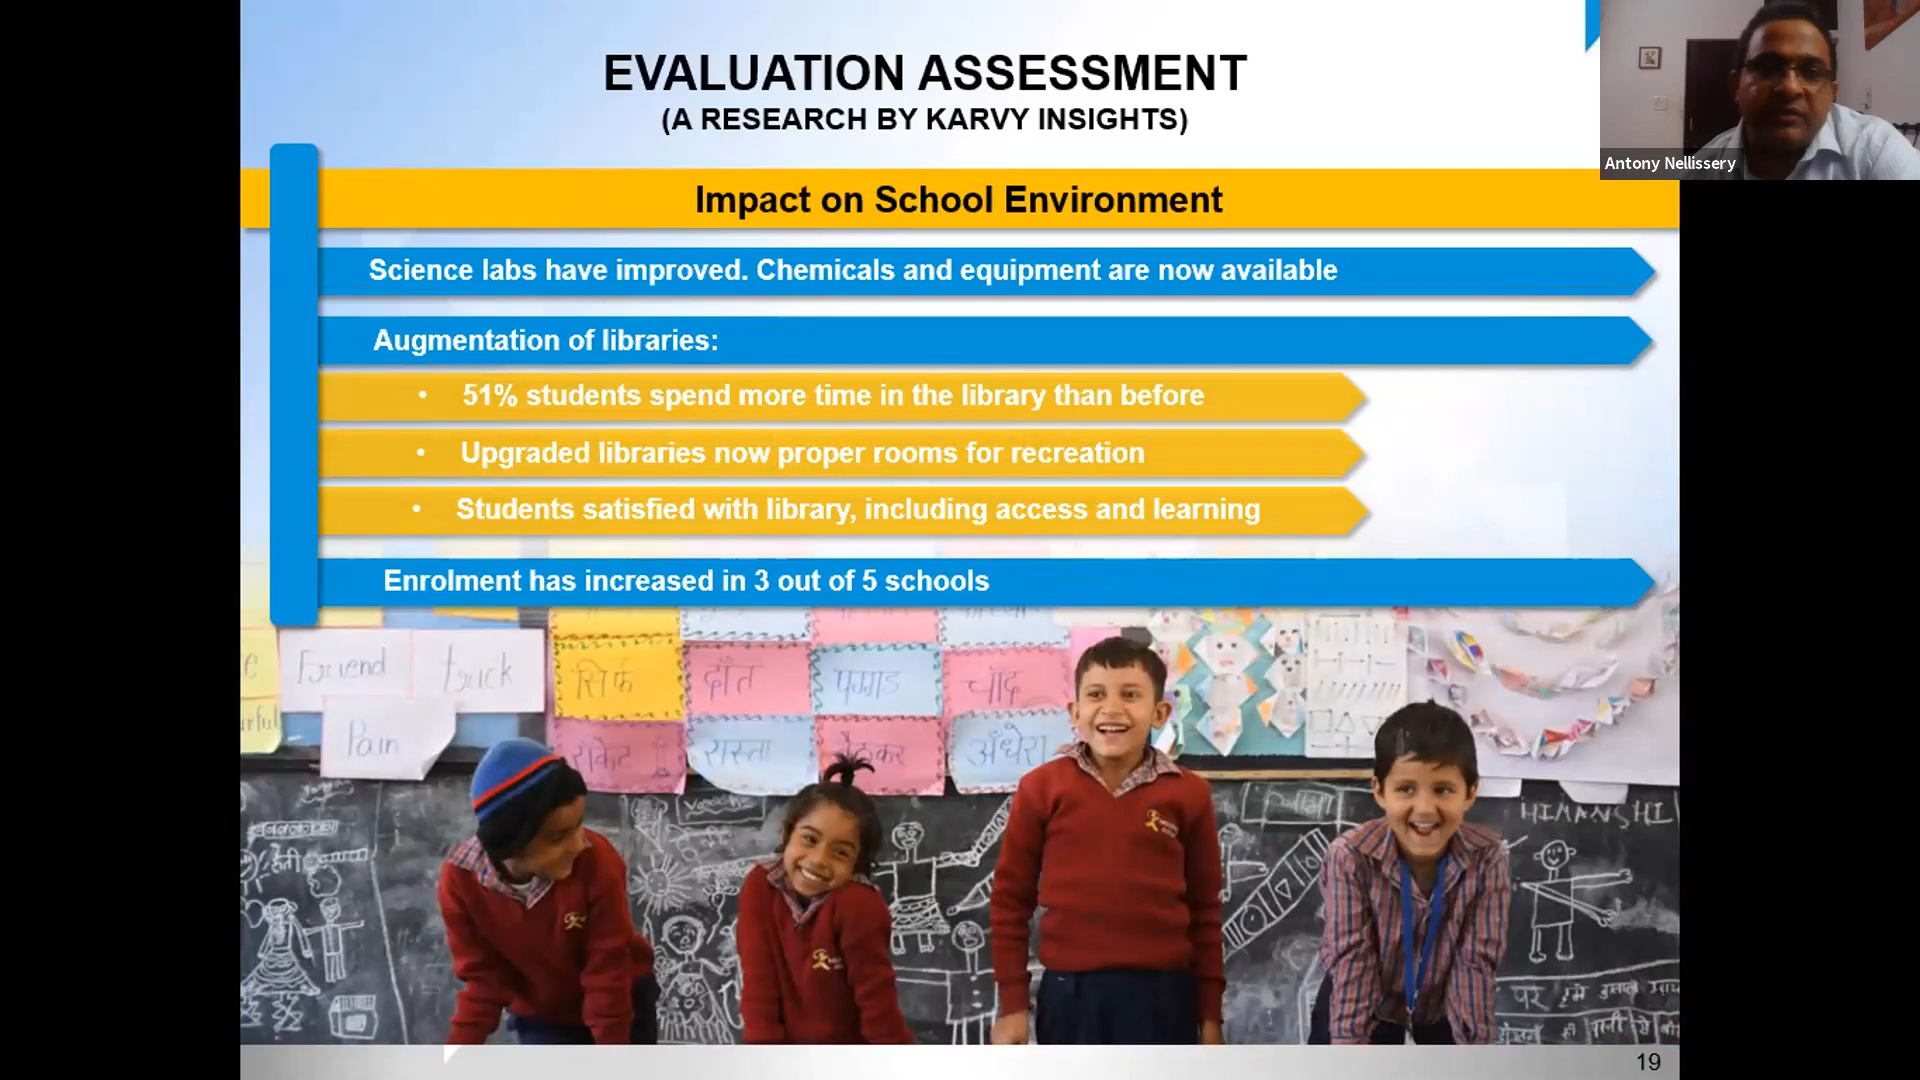 EVALUATION ASSESSMENT
(A RESEARCH BY KARVY INSIGHTS)
Antony Nellissery
Impact on School Environment
Science labs have improved. Chemicals and equipment are now available
Augmentation of libraries:
• 51% students spend more time in the library than before
• Upgraded libraries now proper rooms for recreation
• Students satisfied with library, including access and learning
Enrolment has increased in 3 out of 5 schools
Friend
truck
सिर्फ
दाँत
चाँद
Pain
राकेट
रास्ता
बैठकर
अँधेरा
HIMANSHI
19